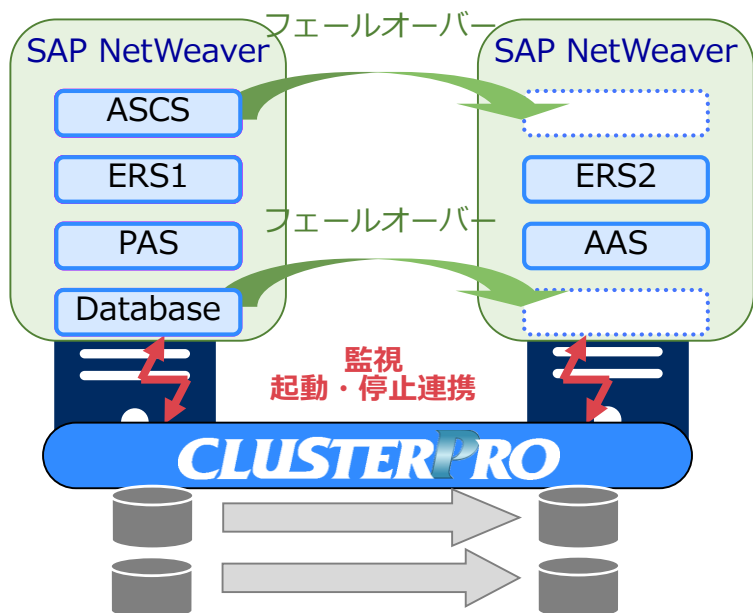 フェールオーバー
SAP NetWeaver
SAP NetWeaver
ASCS
ERS1
ERS2
PAS
フェールオーバー
AAS
Database
監視
起動・停止連携
CLUSTERPRO